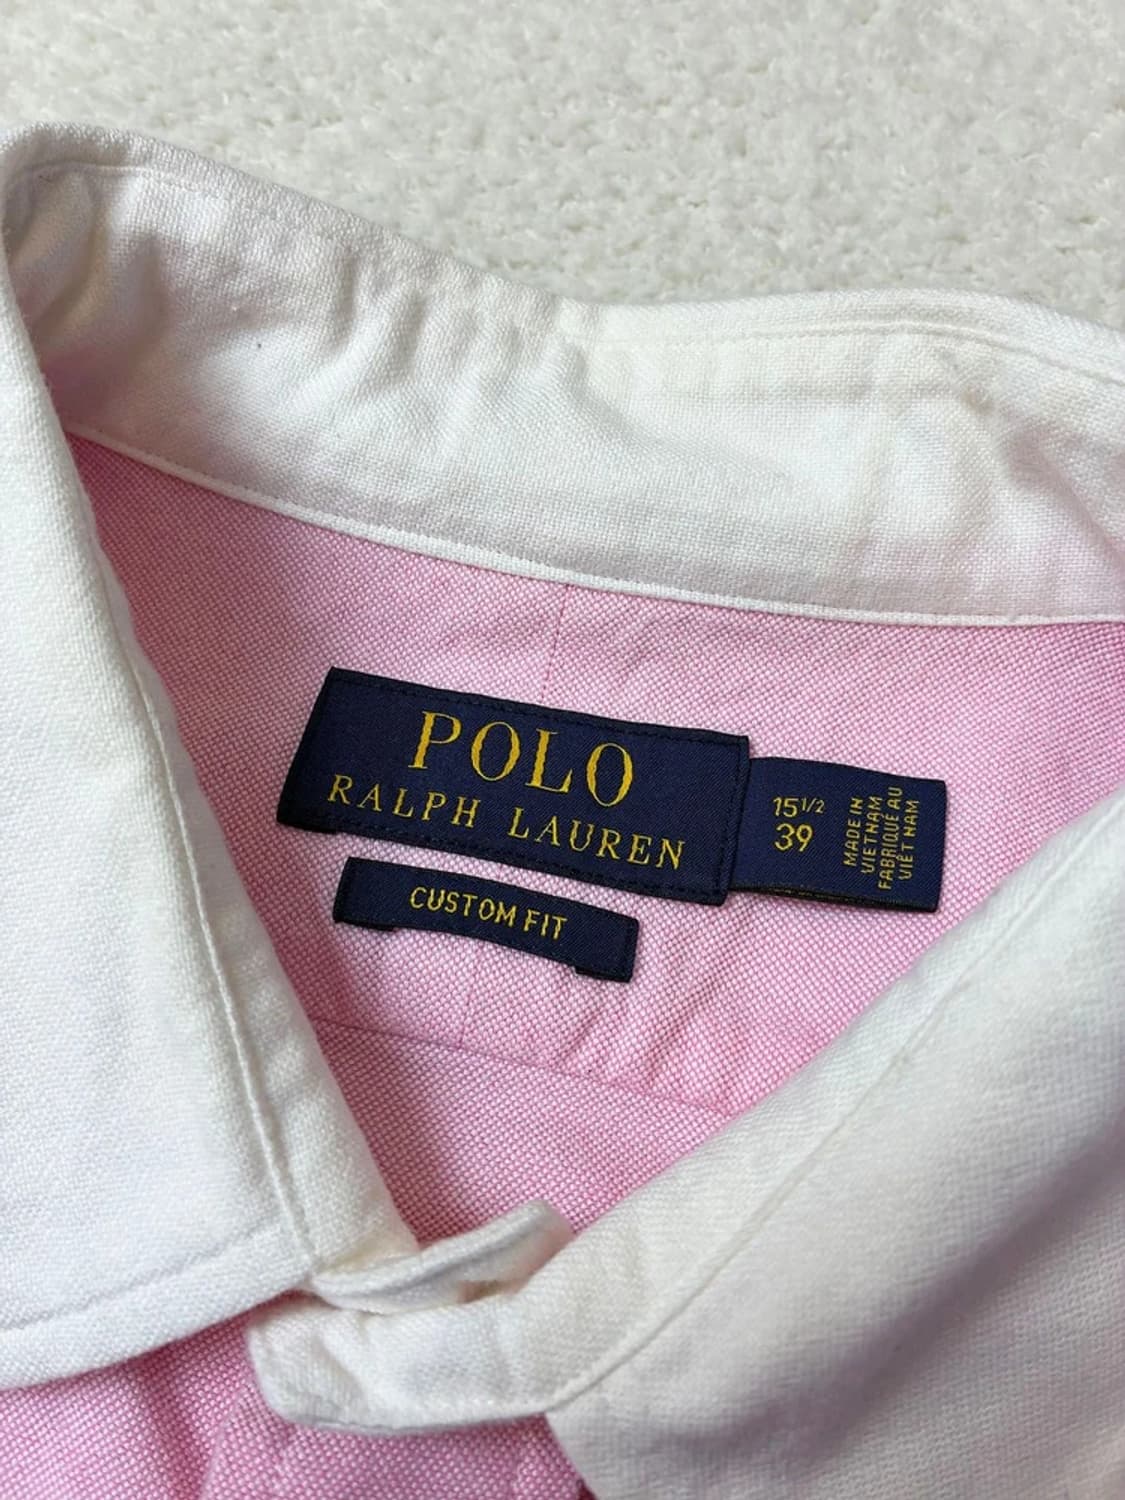 POLO
RALPH LAUREN
15 1/2
39
MADE IN
VIETNAM
FABRIQUÉ AU
VIÊT NAM
CUSTOM FIT